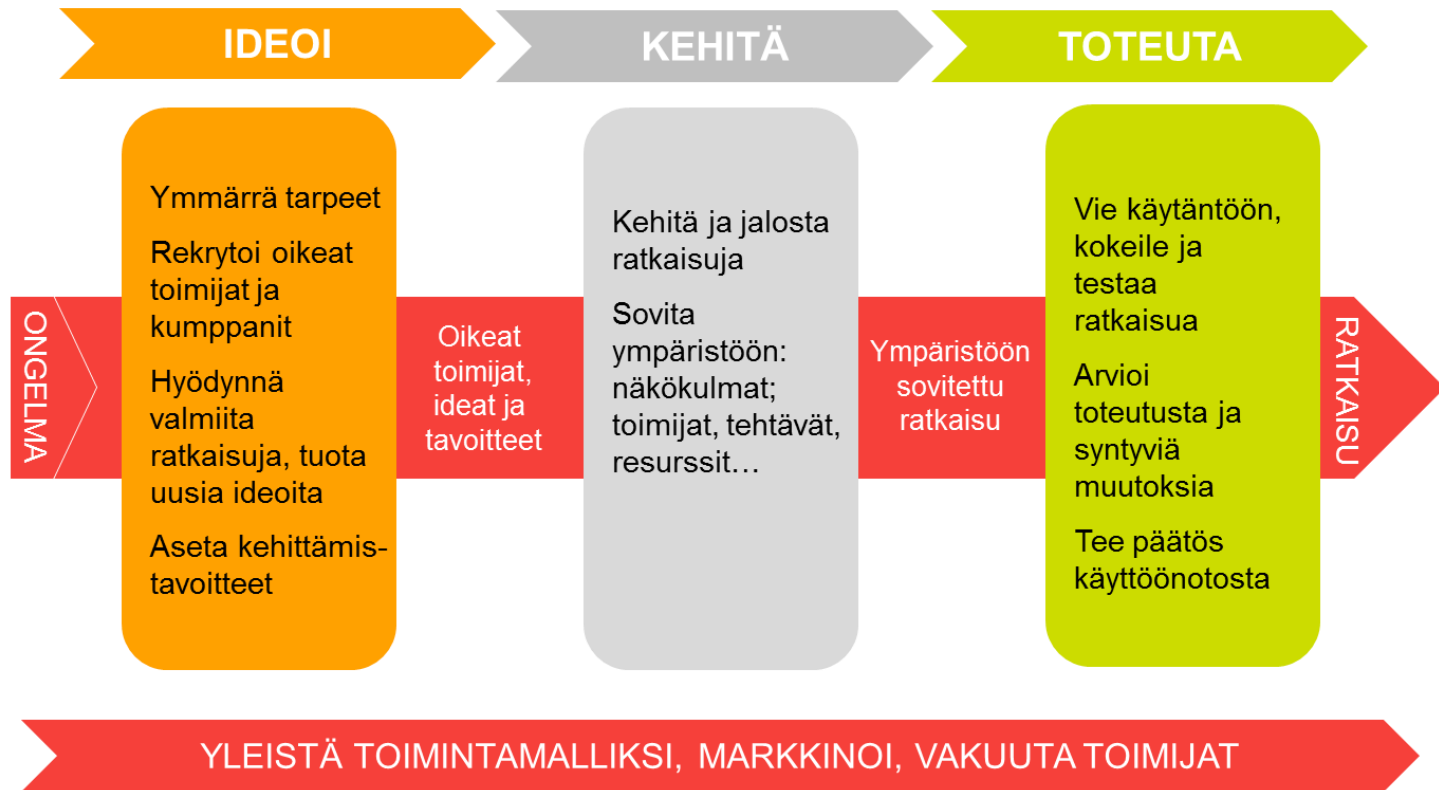 IDEOI
KEHITÄ
TOTEUTA
ONGELMA
Ymmärrä tarpeet
Rekrytoi oikeat
toimijat ja
kumppanit
Hyödynnä
valmiita
ratkaisuja, tuota
uusia ideoita
Aseta kehittämis-
tavoitteet
Oikeat
toimijat,
ideat ja
tavoitteet
Kehitä ja jalosta
ratkaisuja
Sovita
ympäristöön:
näkökulmat;
toimijat, tehtävät,
resurssit…
Ympäristöön
sovitettu
ratkaisu
Vie käytäntöön,
kokeile ja
testaa
ratkaisua
Arvioi
toteutusta ja
syntyviä
muutoksia
Tee päätös
käyttöönotosta
RATKAISU
YLEISTÄ TOIMINTAMALLIKSI, MARKKINOI, VAKUUTA TOIMIJAT